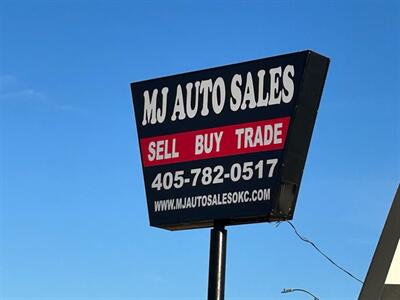 MJ AUTO SALES
SELL BUY TRADE
405-782-0517
WWW.MJAUTOSALESOKC.COM